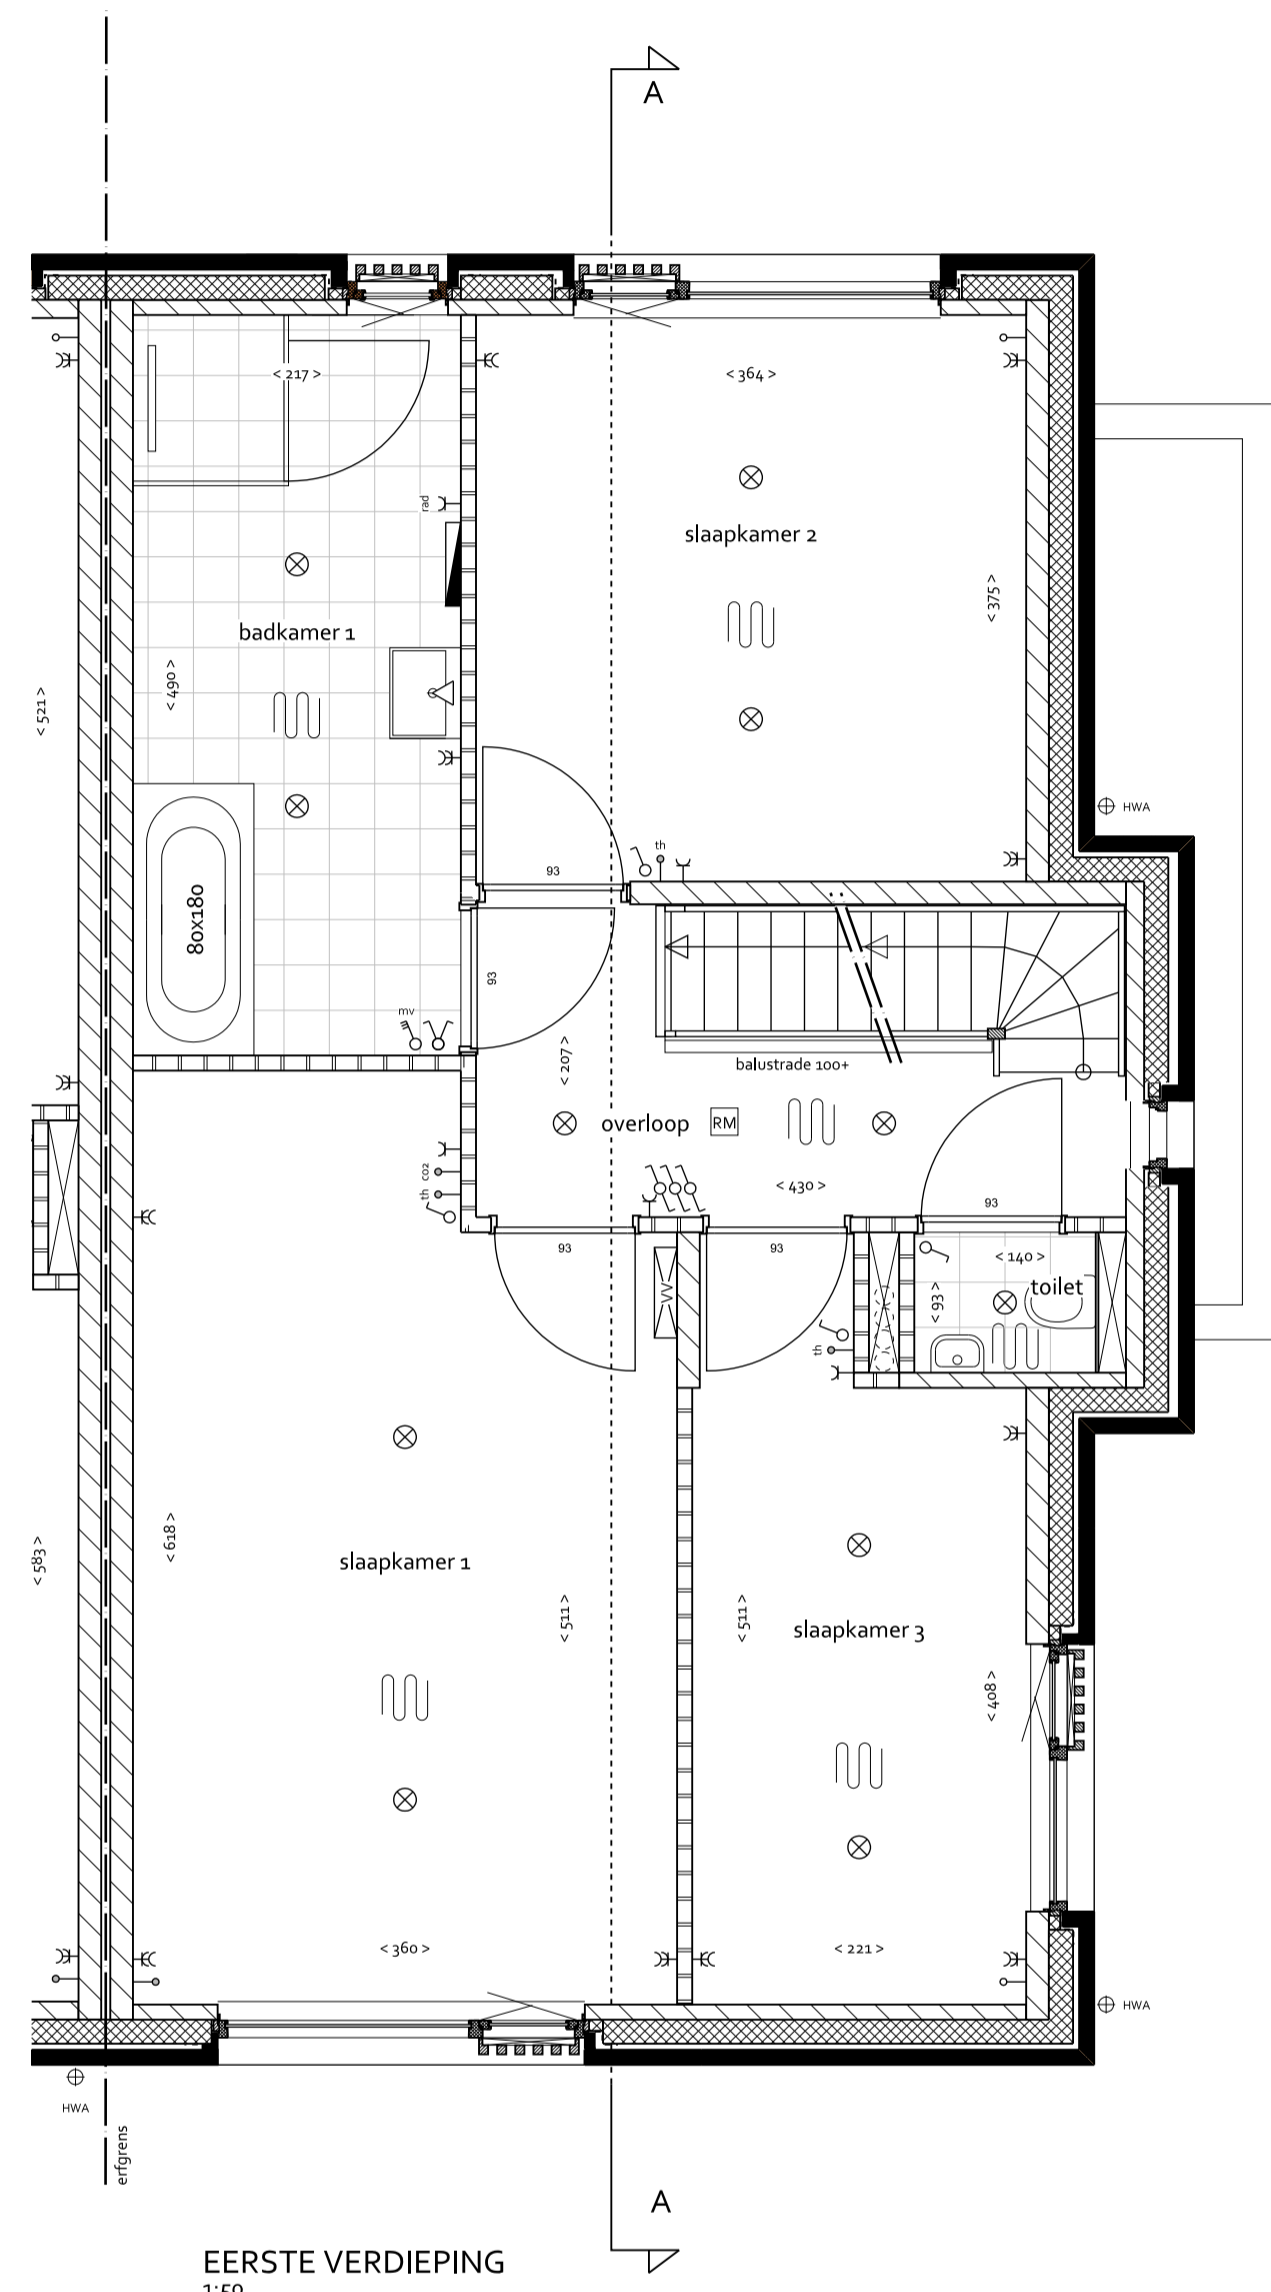 A
< 217 >
< 364 >
rad
slaapkamer 2
< 375 >
badkamer 1
< 490 >
< 521 >
HWA
80x180
th
93
93
mv
< 207 >
balustrade 100+
overloop
RM
< 430 >
co2
th
93
93
93
< 140 >
toilet
< 93 >
VV
th
< 618 >
< 583 >
slaapkamer 1
< 511 >
< 511 >
slaapkamer 3
< 408 >
< 360 >
< 221 >
HWA
HWA
erfgrens
A
EERSTE VERDIEPING
1:50